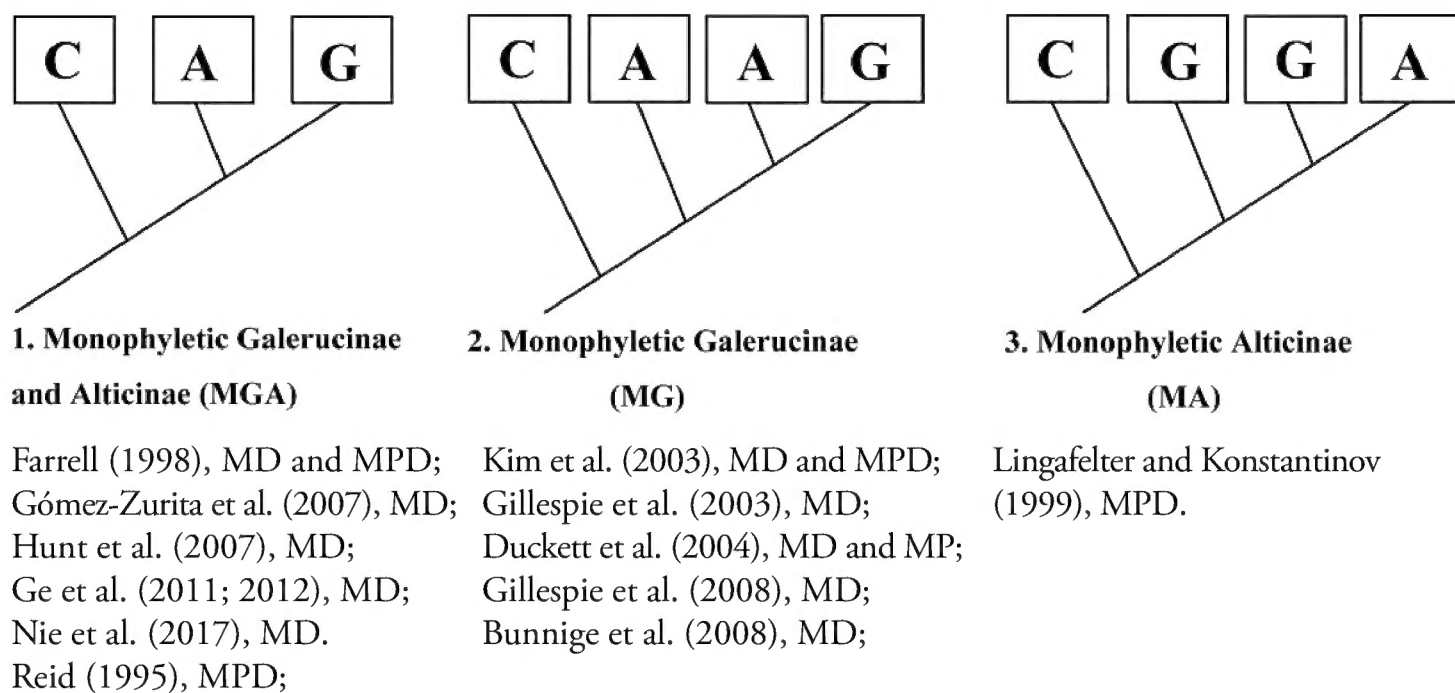 C A G
1. Monophyletic Galerucinae
and Alticinae (MGA)
Farrell (1998), MD and MPD;
Gómez-Zurita et al. (2007), MD;
Hunt et al. (2007), MD;
Ge et al. (2011; 2012), MD;
Nie et al. (2017), MD.
Reid (1995), MPD;
C A A G
2. Monophyletic Galerucinae
(MG)
Kim et al. (2003), MD and MPD;
Gillespie et al. (2003), MD;
Duckett et al. (2004), MD and MP;
Gillespie et al. (2008), MD;
Bunnige et al. (2008), MD;
C G G A
3. Monophyletic Alticinae
(MA)
Lingafelter and Konstantinov
(1999), MPD.